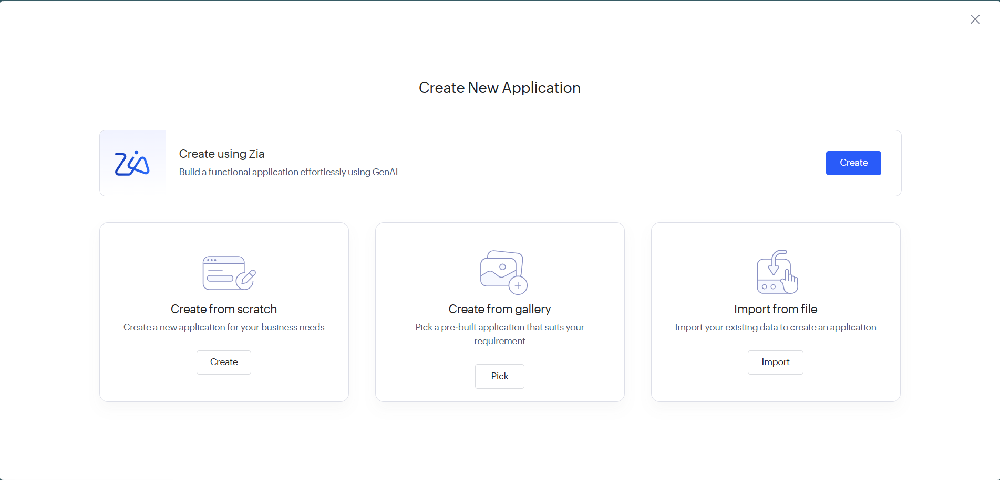 Create New Application
Zia
Create using Zia
Build a functional application effortlessly using GenAI
Create
Create from scratch
Create a new application for your business needs
Create
Create from gallery
Pick a pre-built application that suits your
requirement
Pick
Import from file
Import your existing data to create an application
Import